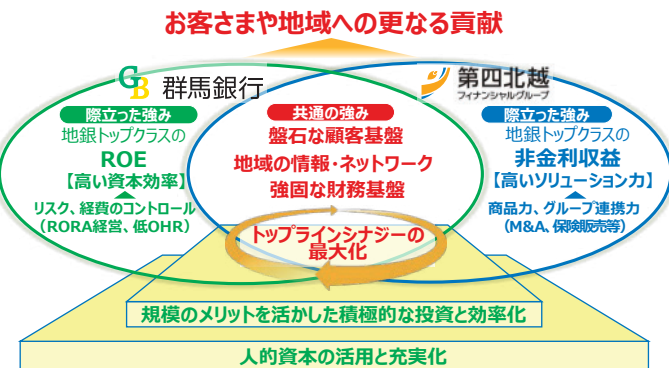 お客さまや地域への更なる貢献
GB 群馬銀行
第四北越
フィナンシャルグループ
際立った強み
地銀トップクラスの
ROE
【高い資本効率】
リスク、経費のコントロール
（RORA経営、低OHR）
共通の強み
盤石な顧客基盤
地域の情報・ネットワーク
強固な財務基盤
際立った強み
地銀トップクラスの
非金利収益
【高いソリューション力】
商品力、グループ連携力
（M&A、保険販売等）
トップラインシナジーの
最大化
規模のメリットを活かした積極的な投資と効率化
人的資本の活用と充実化